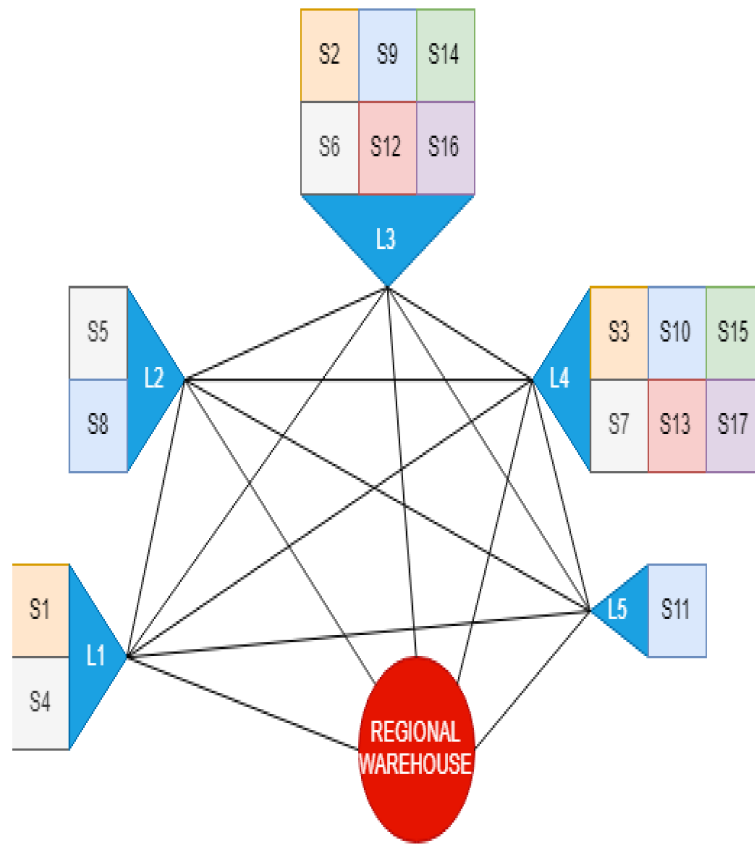 S2 S9 S14
S6 S12 S16
L3
S5
S8
L2
L4
S3 S10 S15
S7 S13 S17
S1
S4
L1
L5
S11
REGIONAL
WAREHOUSE